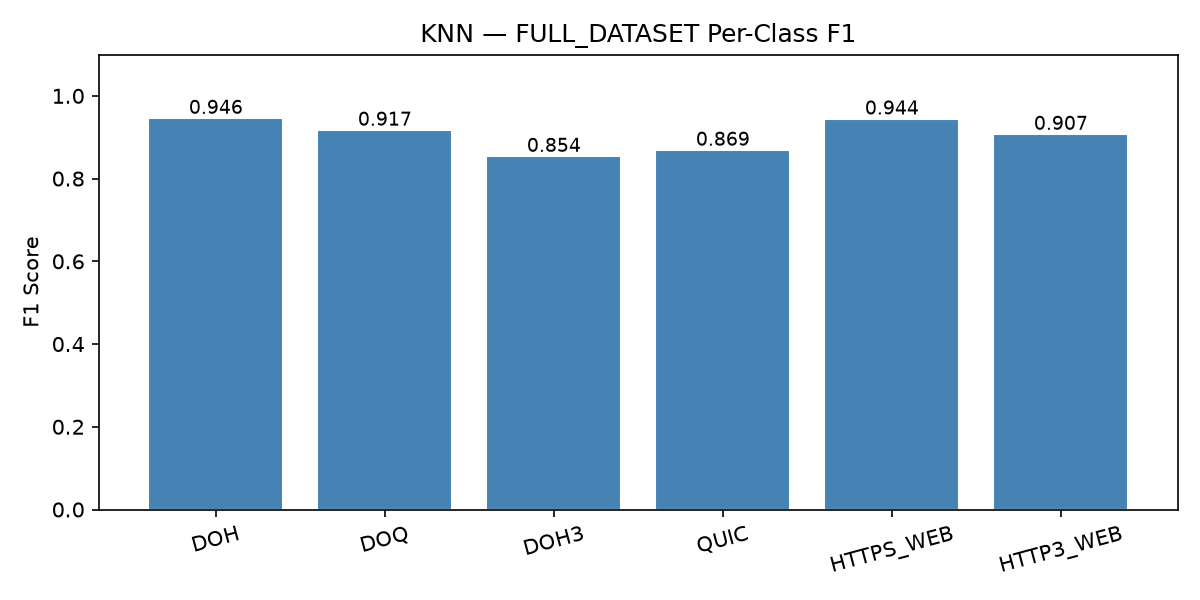 KNN — FULL_DATASET Per-Class F1
F1 Score
1.0
0.8
0.6
0.4
0.2
0.0
0.946
0.917
0.854
0.869
0.944
0.907
DOH
DOQ
DOH3
QUIC
HTTPS_WEB
HTTP3_WEB